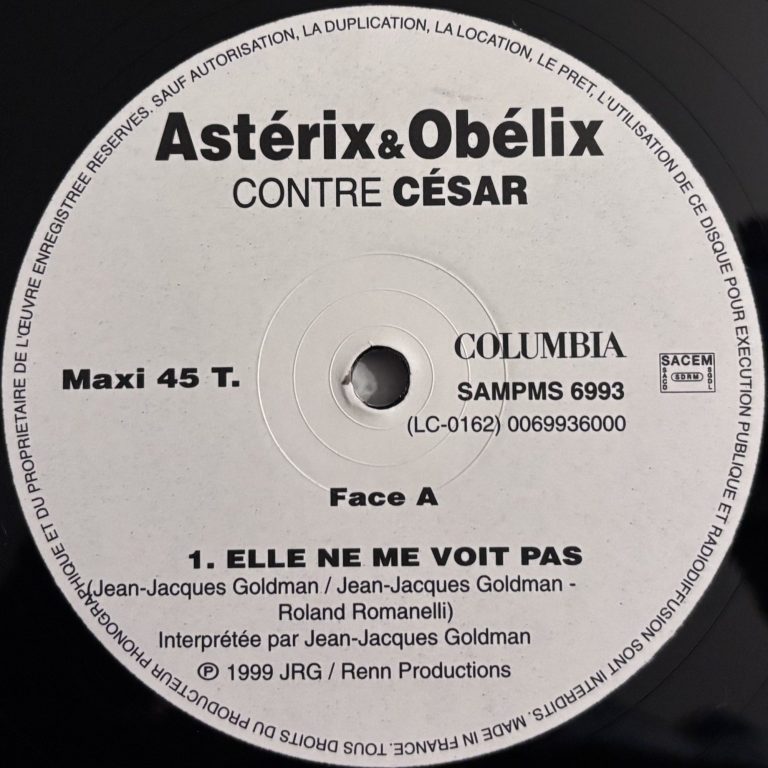 Astérix&Obélix
CONTRE CÉSAR
Maxi 45 T.
COLUMBIA
SAMPMS 6993
(LC-0162) 0069936000
SACEM
SACD
SDRM
SGDL
Face A
1. ELLE NE ME VOIT PAS
(Jean-Jacques Goldman / Jean-Jacques Goldman -
Roland Romanelli)
Interprétée par Jean-Jacques Goldman
℗ 1999 JRG / Renn Productions
TOUS DROITS DU PRODUCTEUR PHONOGRAPHIQUE ET DU PROPRIETAIRE DE L'ŒUVRE ENREGISTREE RESERVES. SAUF AUTORISATION, LA DUPLICATION, LA LOCATION, LE PRET, L'UTILISATION DE CE DISQUE POUR EXECUTION PUBLIQUE ET RADIODIFFUSION SONT INTERDITS. MADE IN FRANCE.